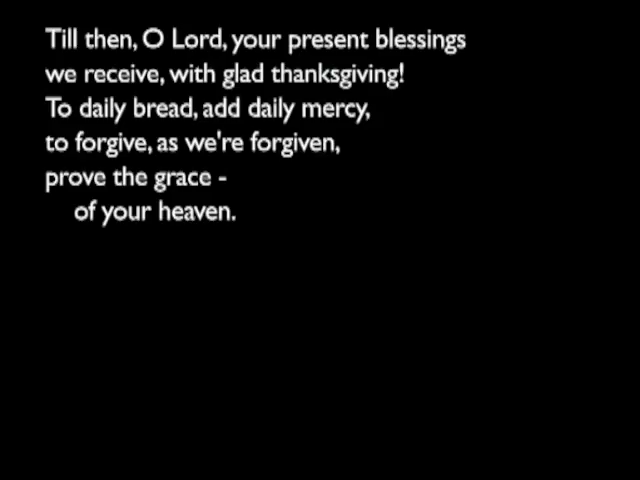 Till then, O Lord, your present blessings
we receive, with glad thanksgiving!
To daily bread, add daily mercy,
to forgive, as we're forgiven,
prove the grace -
of your heaven.